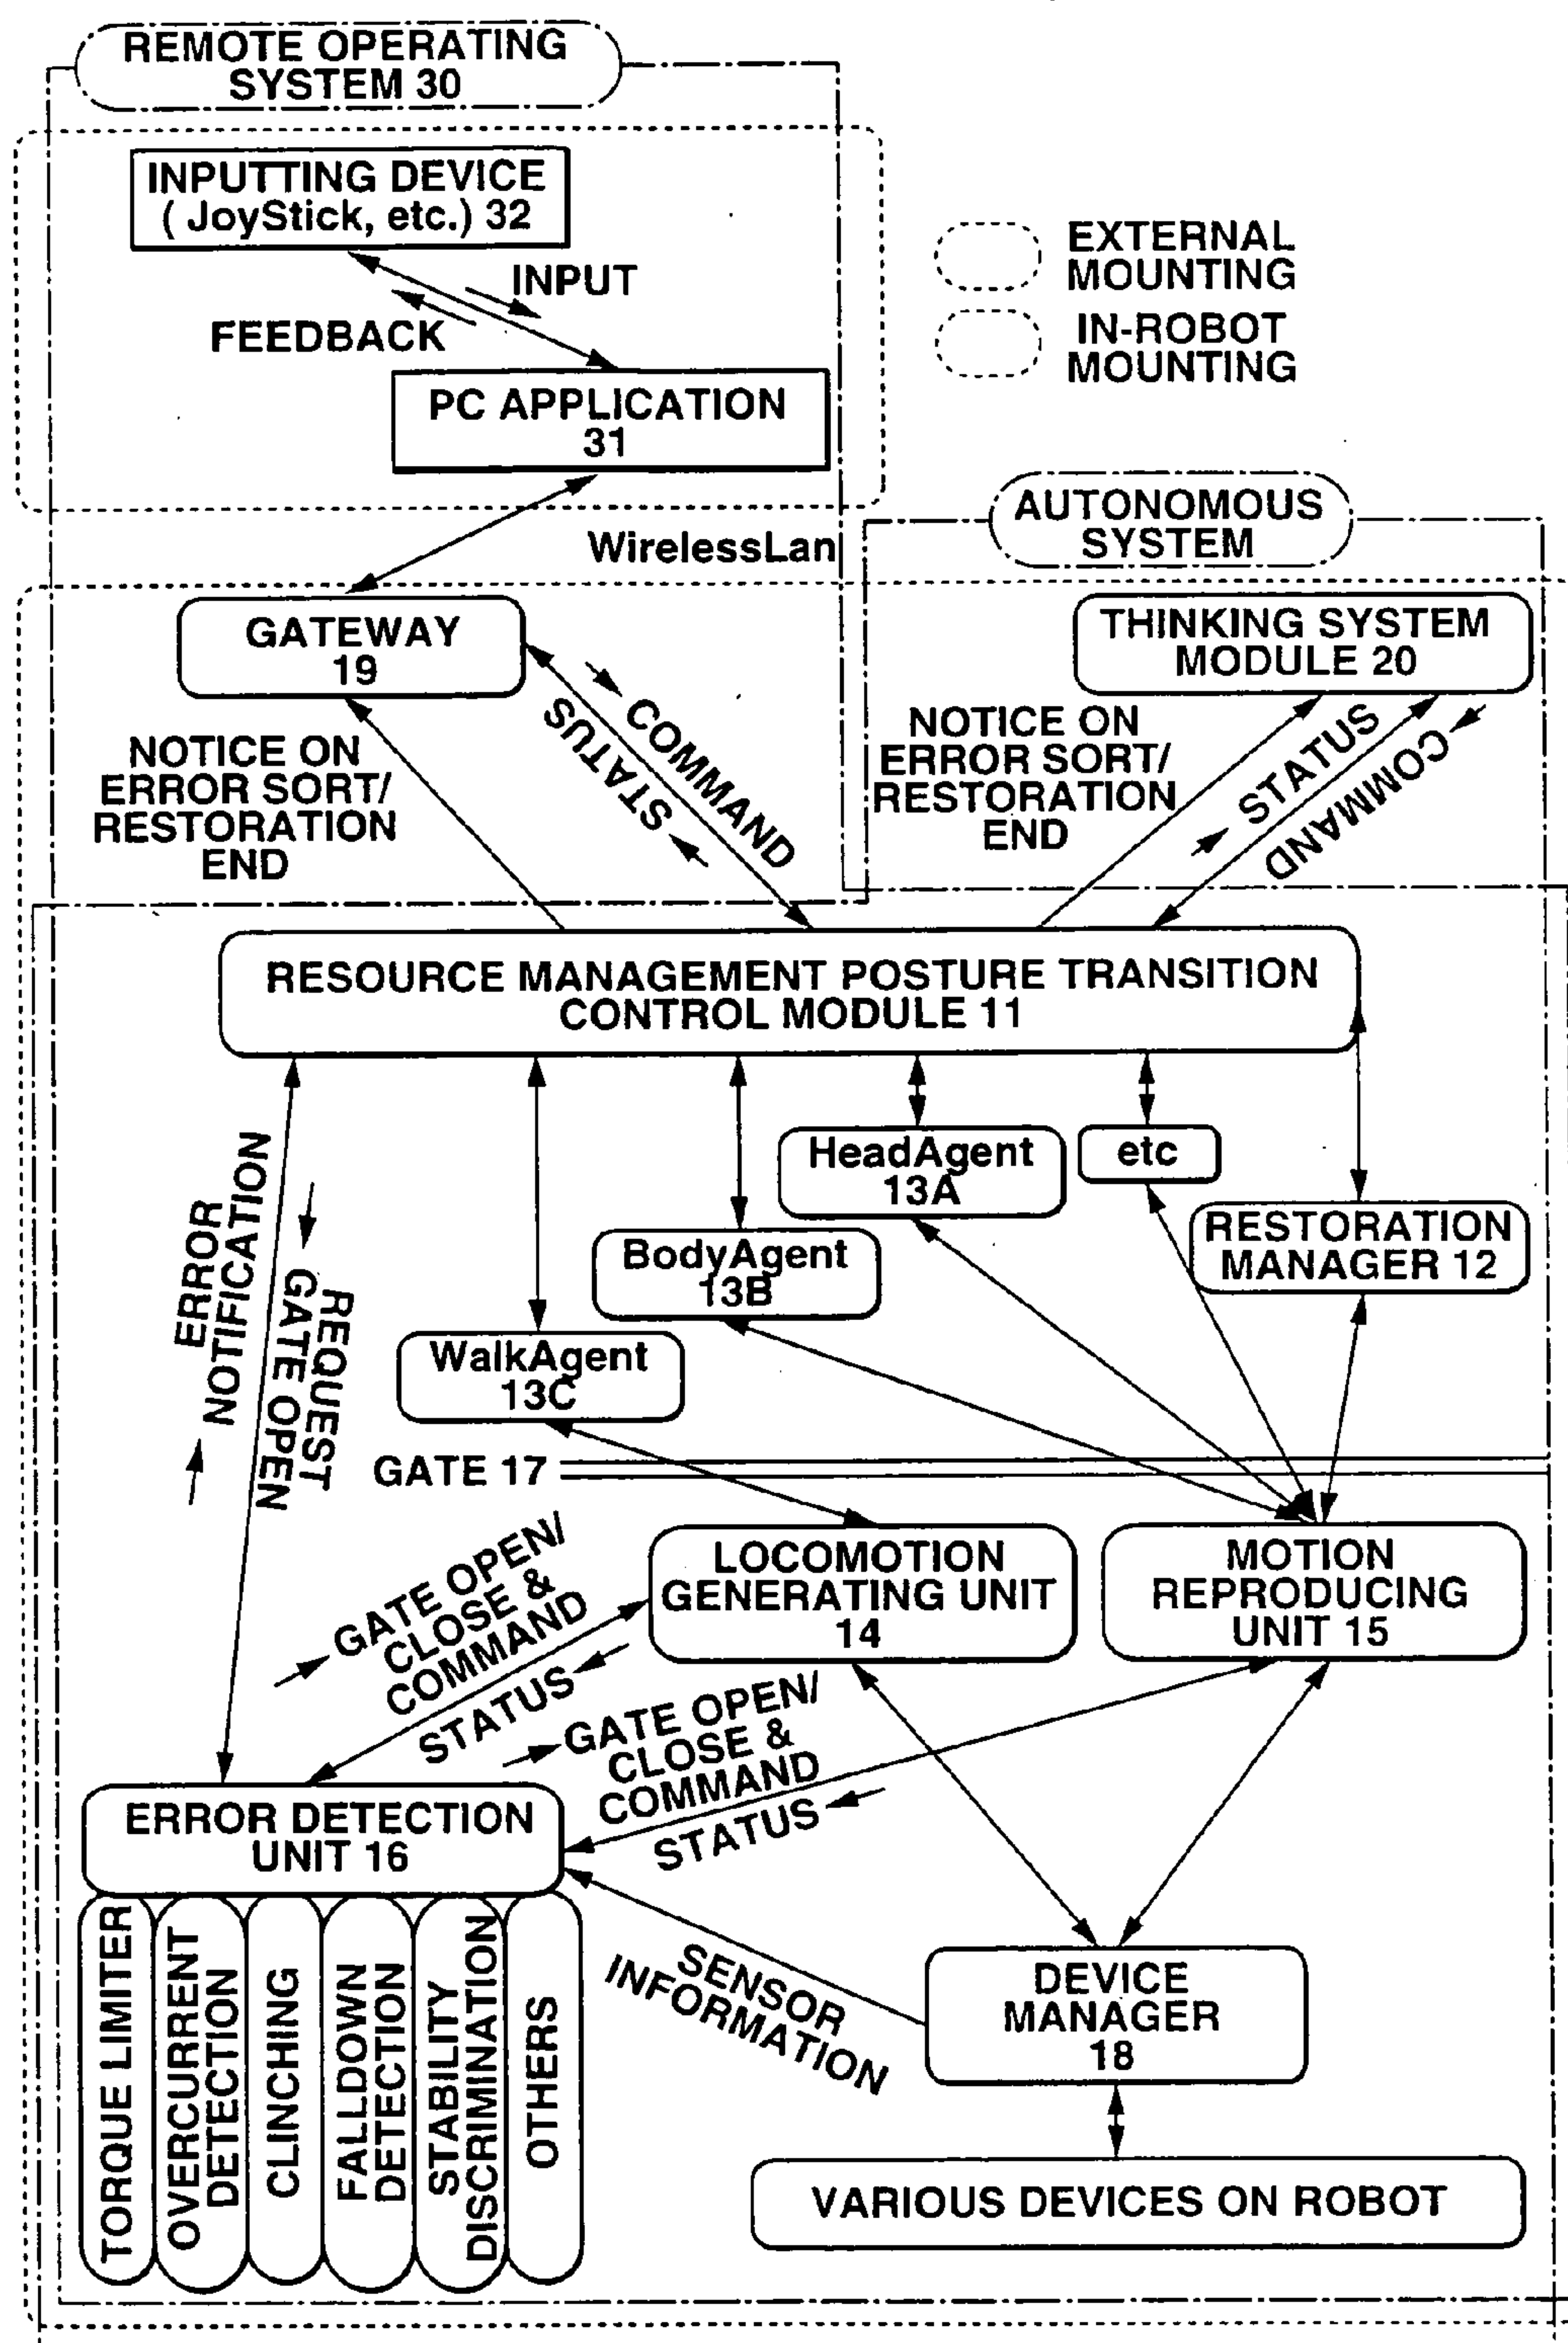 REMOTE OPERATING
SYSTEM 30
INPUTTING DEVICE
( JoyStick, etc.) 32
INPUT
FEEDBACK
PC APPLICATION
31
EXTERNAL
MOUNTING
IN-ROBOT
MOUNTING
AUTONOMOUS
SYSTEM
WirelessLan
GATEWAY
19
THINKING SYSTEM
MODULE 20
NOTICE ON
ERROR SORT/
RESTORATION
END
COMMAND
STATUS
NOTICE ON
ERROR SORT/
RESTORATION
END
STATUS
COMMAND
RESOURCE MANAGEMENT POSTURE TRANSITION
CONTROL MODULE 11
HeadAgent
13A
etc
RESTORATION
MANAGER 12
BodyAgent
13B
WalkAgent
13C
ERROR
NOTIFICATION
REQUEST
GATE OPEN
GATE 17
LOCOMOTION
GENERATING UNIT
14
MOTION
REPRODUCING
UNIT 15
GATE OPEN/
CLOSE &
COMMAND
STATUS
GATE OPEN/
CLOSE &
COMMAND
STATUS
ERROR DETECTION
UNIT 16
TORQUE LIMITER
OVERCURRENT
DETECTION
CLINCHING
FALLDOWN
DETECTION
STABILITY
DISCRIMINATION
OTHERS
SENSOR
INFORMATION
DEVICE
MANAGER
18
VARIOUS DEVICES ON ROBOT